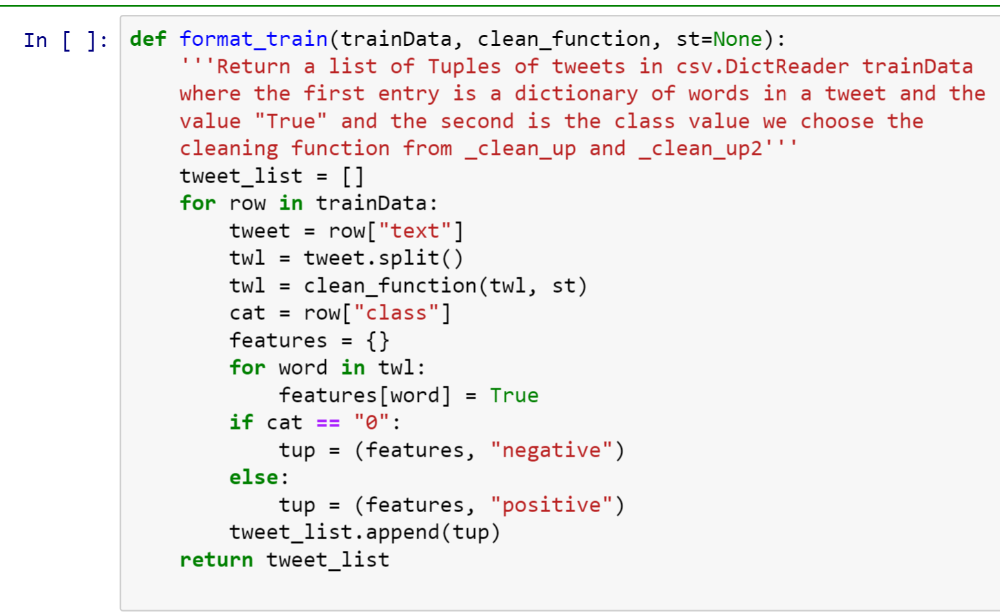 In [ ]: def format_train(trainData, clean_function, st=None):
    '''Return a list of Tuples of tweets in csv.DictReader trainData
    where the first entry is a dictionary of words in a tweet and the
    value "True" and the second is the class value we choose the
    cleaning function from _clean_up and _clean_up2'''
    tweet_list = []
    for row in trainData:
        tweet = row["text"]
        twl = tweet.split()
        twl = clean_function(twl, st)
        cat = row["class"]
        features = {}
        for word in twl:
            features[word] = True
        if cat == "0":
            tup = (features, "negative")
        else:
            tup = (features, "positive")
        tweet_list.append(tup)
    return tweet_list